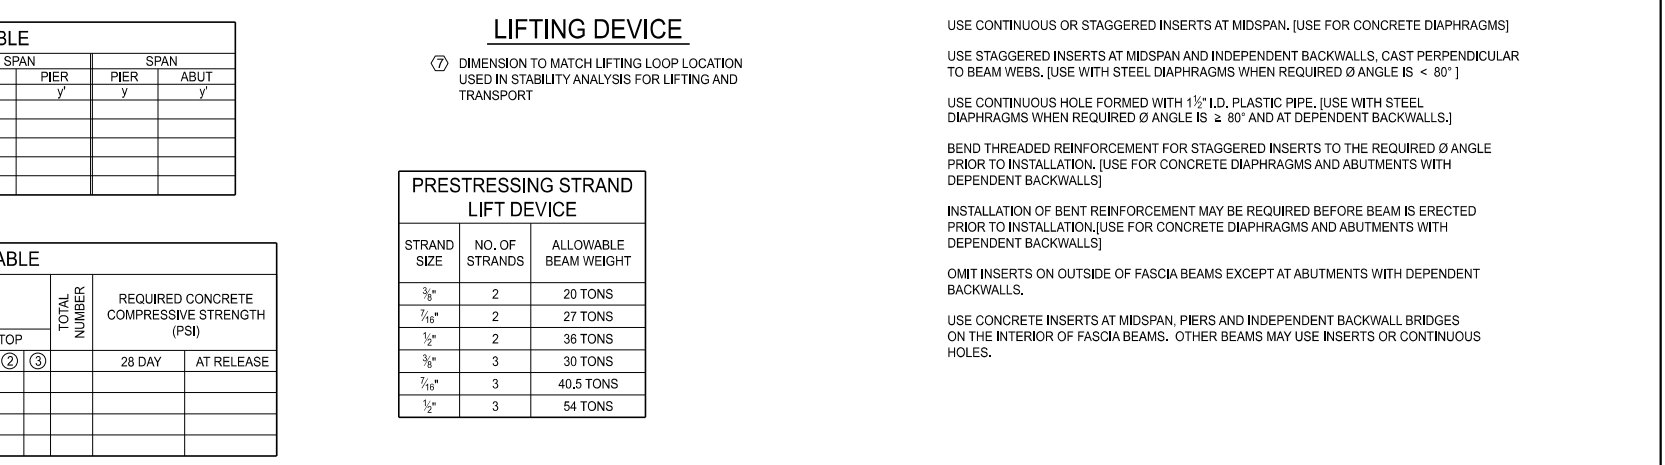 BLE
SPAN SPAN
PIER PIER ABUT
y' y y'
ABLE
TOTAL NUMBER
REQUIRED CONCRETE
COMPRESSIVE STRENGTH
(PSI)
TOP
② ③ 28 DAY AT RELEASE
LIFTING DEVICE
7 DIMENSION TO MATCH LIFTING LOOP LOCATION
USED IN STABILITY ANALYSIS FOR LIFTING AND
TRANSPORT
PRESTRESSING STRAND
LIFT DEVICE
STRAND NO. OF ALLOWABLE
SIZE STRANDS BEAM WEIGHT
3/8" 2 20 TONS
7/16" 2 27 TONS
1/2" 2 36 TONS
3/8" 3 30 TONS
7/16" 3 40.5 TONS
1/2" 3 54 TONS
USE CONTINUOUS OR STAGGERED INSERTS AT MIDSPAN. [USE FOR CONCRETE DIAPHRAGMS]
USE STAGGERED INSERTS AT MIDSPAN AND INDEPENDENT BACKWALLS, CAST PERPENDICULAR
TO BEAM WEBS. [USE WITH STEEL DIAPHRAGMS WHEN REQUIRED Ø ANGLE IS < 80° ]
USE CONTINUOUS HOLE FORMED WITH 1½" I.D. PLASTIC PIPE. [USE WITH STEEL
DIAPHRAGMS WHEN REQUIRED Ø ANGLE IS ≥ 80° AND AT DEPENDENT BACKWALLS.]
BEND THREADED REINFORCEMENT FOR STAGGERED INSERTS TO THE REQUIRED Ø ANGLE
PRIOR TO INSTALLATION. [USE FOR CONCRETE DIAPHRAGMS AND ABUTMENTS WITH
DEPENDENT BACKWALLS]
INSTALLATION OF BENT REINFORCEMENT MAY BE REQUIRED BEFORE BEAM IS ERECTED
PRIOR TO INSTALLATION.[USE FOR CONCRETE DIAPHRAGMS AND ABUTMENTS WITH
DEPENDENT BACKWALLS]
OMIT INSERTS ON OUTSIDE OF FASCIA BEAMS EXCEPT AT ABUTMENTS WITH DEPENDENT
BACKWALLS.
USE CONCRETE INSERTS AT MIDSPAN, PIERS AND INDEPENDENT BACKWALL BRIDGES
ON THE INTERIOR OF FASCIA BEAMS. OTHER BEAMS MAY USE INSERTS OR CONTINUOUS
HOLES.